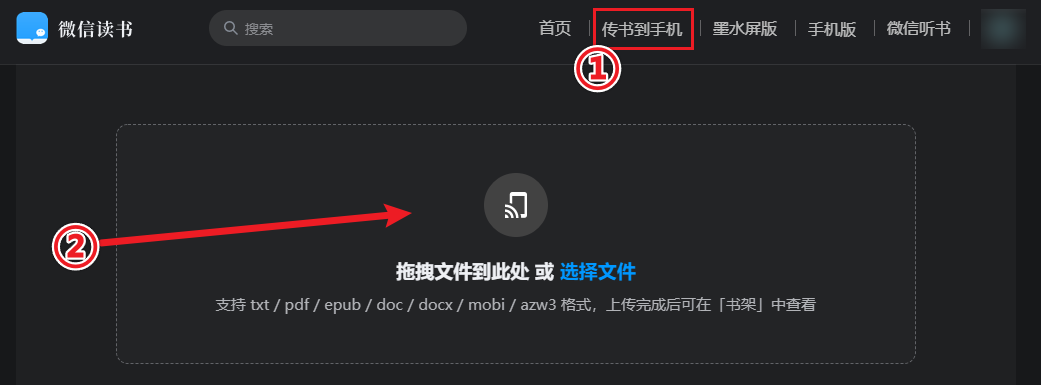 微信读书 搜索 首页 传书到手机 墨水屏版 手机版 微信听书
①
②
拖拽文件到此处 或 选择文件
支持 txt / pdf / epub / doc / docx / mobi / azw3 格式，上传完成后可在「书架」中查看